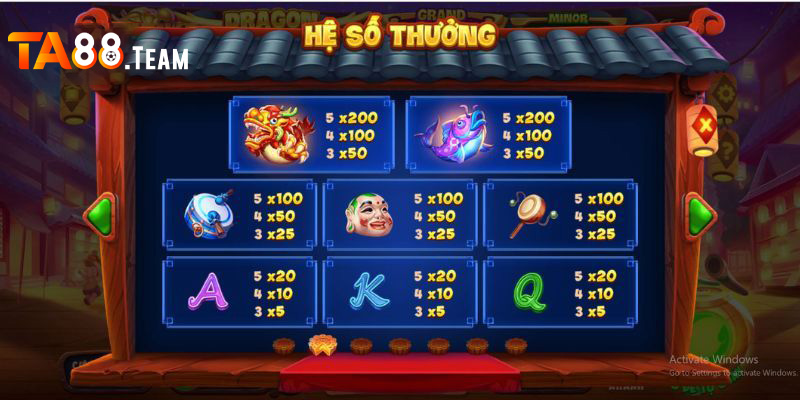 DRAGON
GRAND
MINOR
HỆ SỐ THƯỞNG
TA88.TEAM
5 x200
4 x100
3 x50
5 x200
4 x100
3 x50
5 x100
4 x50
3 x25
5 x100
4 x50
3 x25
5 x100
4 x50
3 x25
A
5 x20
4 x10
3 x5
K
5 x20
4 x10
3 x5
Q
5 x20
4 x10
3 x5
X
Activate Windows
Go to Settings to activate Windows.